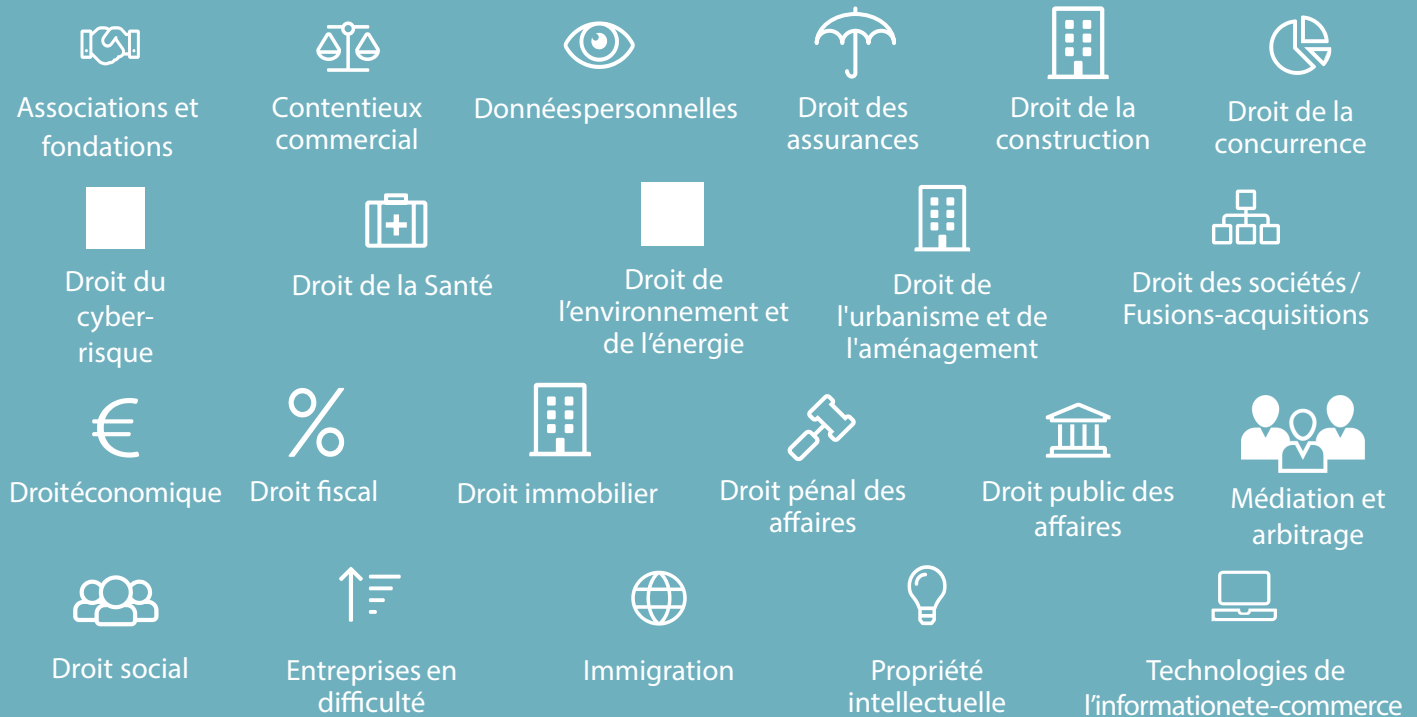 Associations et
fondations
Contentieux
commercial
Donnéespersonnelles
Droit des
assurances
Droit de la
construction
Droit de la
concurrence
Droit du
cyber-
risque
Droit de la Santé
Droit de
l’environnement et
de l’énergie
Droit de
l'urbanisme et de
l'aménagement
Droit des sociétés /
Fusions-acquisitions
Droitéconomique
Droit fiscal
Droit immobilier
Droit pénal des
affaires
Droit public des
affaires
Médiation et
arbitrage
Droit social
Entreprises en
difficulté
Immigration
Propriété
intellectuelle
Technologies de
l’informationete-commerce